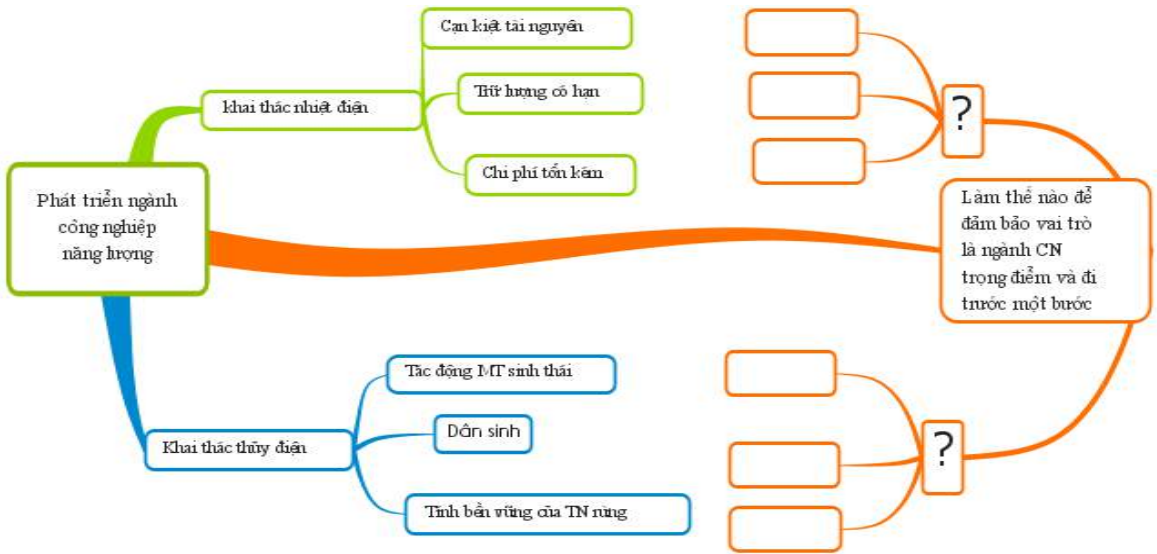 Cạn kiệt tài nguyên
Trữ lượng có hạn
khai thác nhiệt điện
?
Chi phí tốn kém
Phát triển ngành
công nghiệp
năng lượng
Làm thế nào để
đảm bảo vai trò
là ngành CN
trọng điểm và đi
trước một bước
Tác động MT sinh thái
Dân sinh
Khai thác thủy điện
?
Tính bền vững của TN rừng